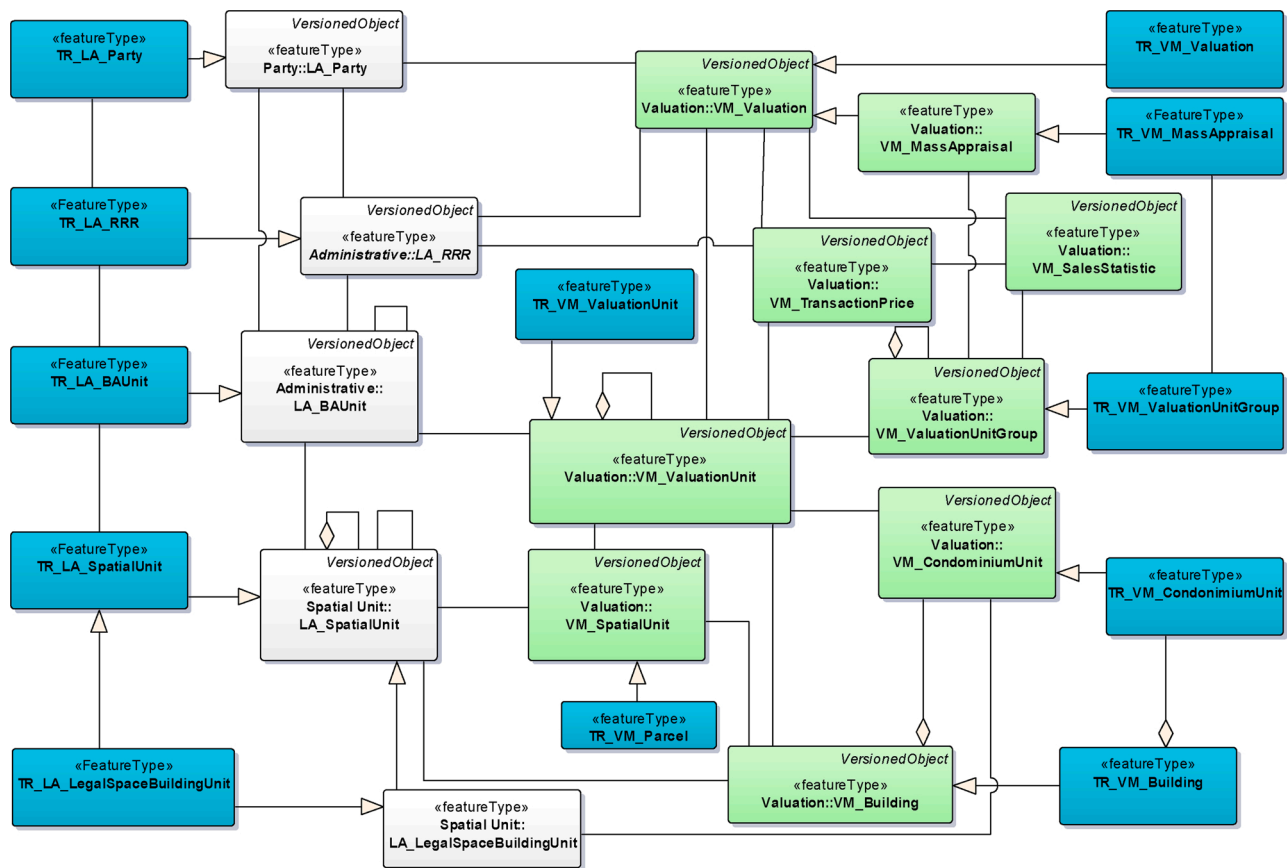 «featureType»
TR_LA_Party
VersionedObject
«featureType»
Party::LA_Party
VersionedObject
«featureType»
Valuation::VM_Valuation
«featureType»
TR_VM_Valuation
«featureType»
Valuation::
VM_MassAppraisal
«FeatureType»
TR_VM_MassAppraisal
«FeatureType»
TR_LA_RRR
VersionedObject
«featureType»
Administrative::LA_RRR
VersionedObject
«featureType»
Valuation::
VM_TransactionPrice
VersionedObject
«featureType»
Valuation::
VM_SalesStatistic
«featureType»
TR_VM_ValuationUnit
«FeatureType»
TR_LA_BAUnit
VersionedObject
«featureType»
Administrative::
LA_BAUnit
VersionedObject
«featureType»
Valuation::
VM_ValuationUnitGroup
«featureType»
TR_VM_ValuationUnitGroup
VersionedObject
«featureType»
Valuation::VM_ValuationUnit
VersionedObject
«featureType»
Valuation::
VM_CondominiumUnit
«FeatureType»
TR_LA_SpatialUnit
VersionedObject
«featureType»
Spatial Unit::
LA_SpatialUnit
VersionedObject
«featureType»
Valuation::
VM_SpatialUnit
«featureType»
TR_VM_CondonimiumUnit
«featureType»
TR_VM_Parcel
«FeatureType»
TR_LA_LegalSpaceBuildingUnit
«featureType»
Spatial Unit::
LA_LegalSpaceBuildingUnit
VersionedObject
«featureType»
Valuation::VM_Building
«featureType»
TR_VM_Building